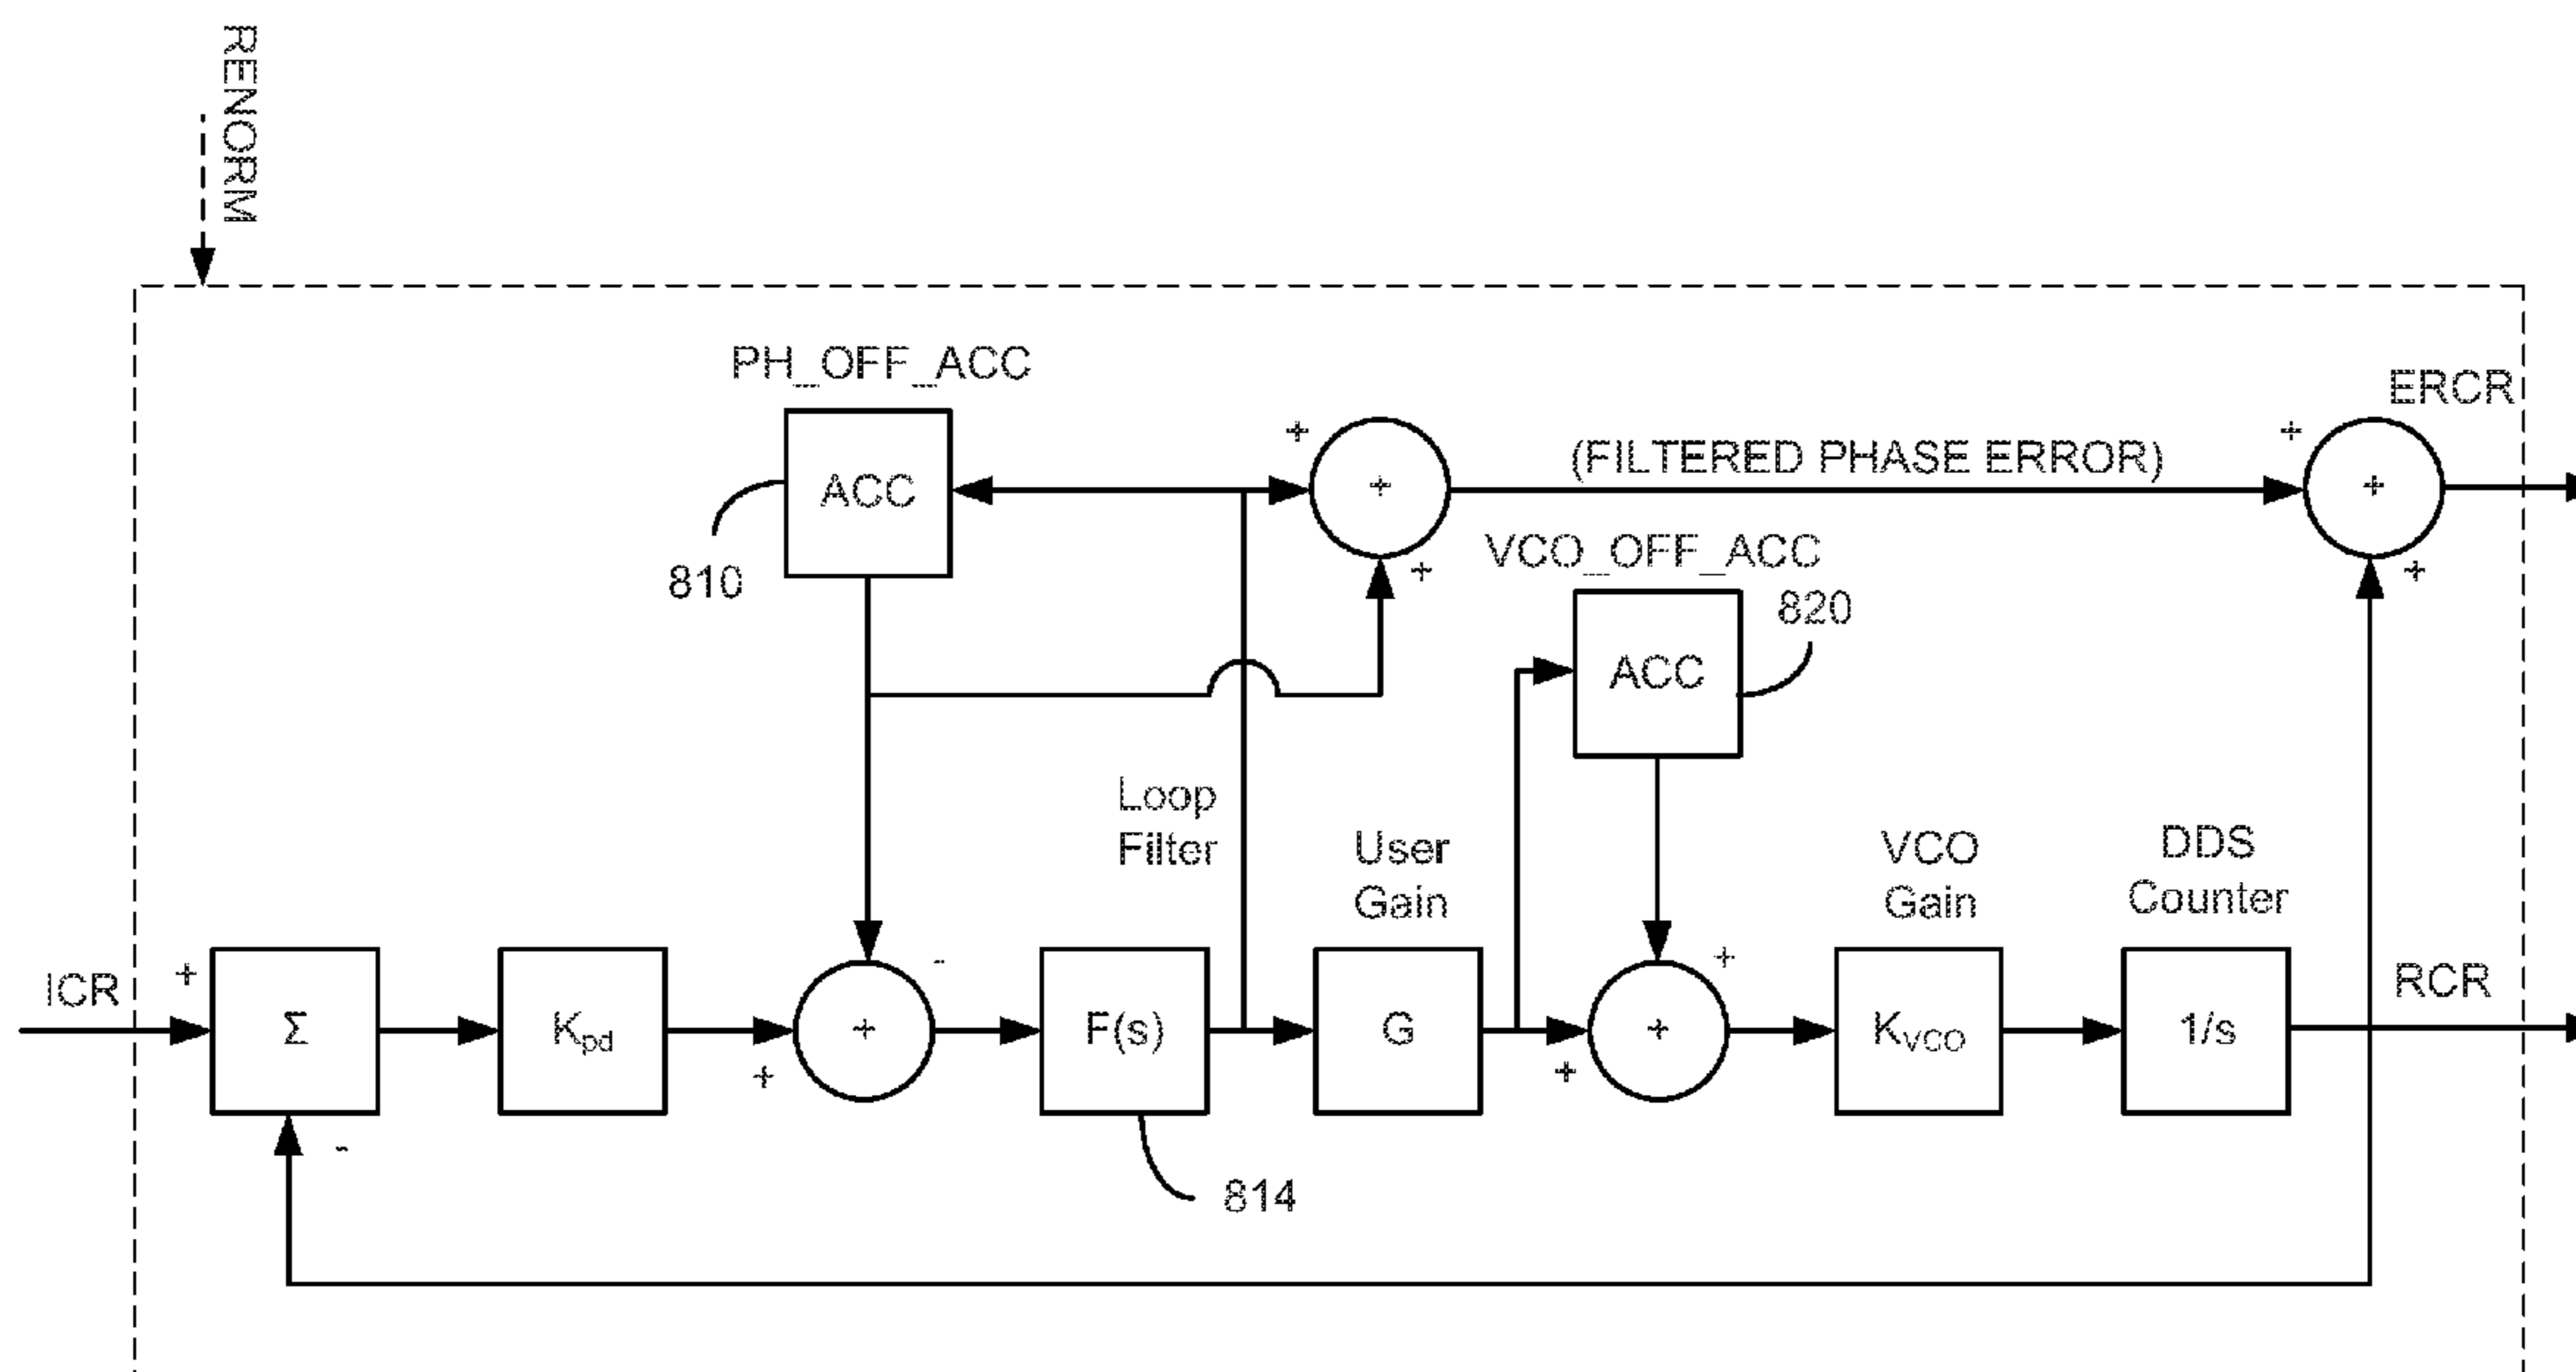 RENORM
PH_OFF_ACC
ERCR
+
+
ACC
+
(FILTERED PHASE ERROR)
+
810
+
VCO_OFF_ACC
+
820
ACC
Loop
Filter
User
Gain
VCO
Gain
DDS
Counter
ICR
+
Σ
-
Kpd
+
+
-
F(s)
G
+
+
+
KVCO
1/s
RCR
814